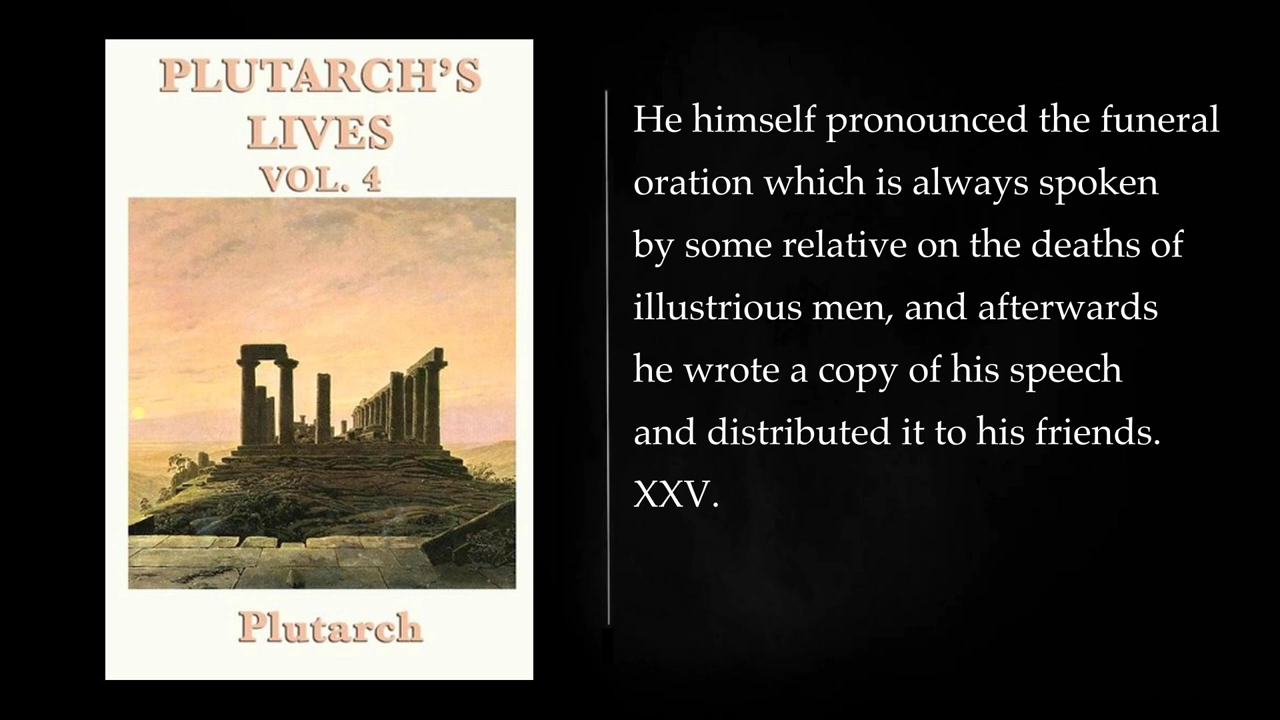 PLUTARCH'S
LIVES
VOL. 4
Plutarch
He himself pronounced the funeral
oration which is always spoken
by some relative on the deaths of
illustrious men, and afterwards
he wrote a copy of his speech
and distributed it to his friends.
XXV.